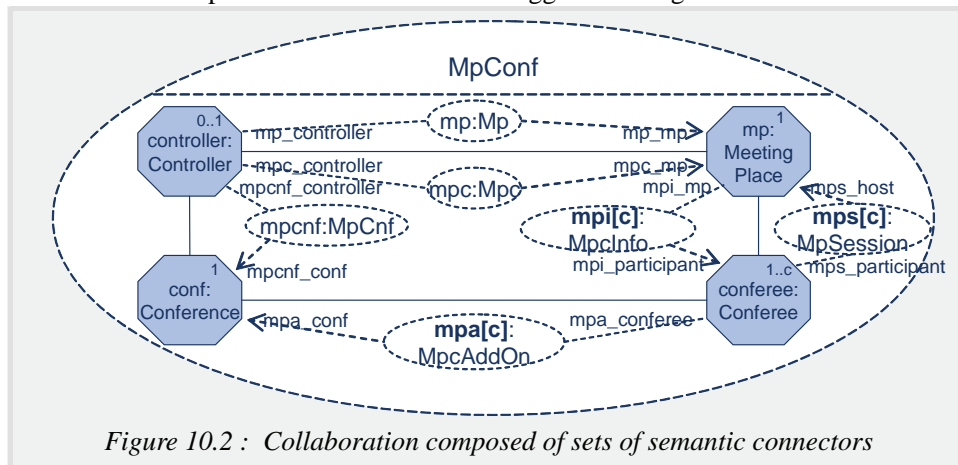 MpConf
0..1
controller:
Controller
mp_controller
mp:Mp
mp_mp
1
mp:
Meeting
Place
mpc_controller
mpc:Mpc
mpc_mp
mpcnf_controller
mpi_mp
mps_host
mpcnf:MpCnf
mpi[c]:
MpcInfo
mps[c]:
MpSession
mpcnf_conf
mpi_participant
mps_participant
1
conf:
Conference
1..c
conferee:
Conferee
mpa_conf
mpa[c]:
MpcAddOn
mpa_conferee
Figure 10.2 : Collaboration composed of sets of semantic connectors